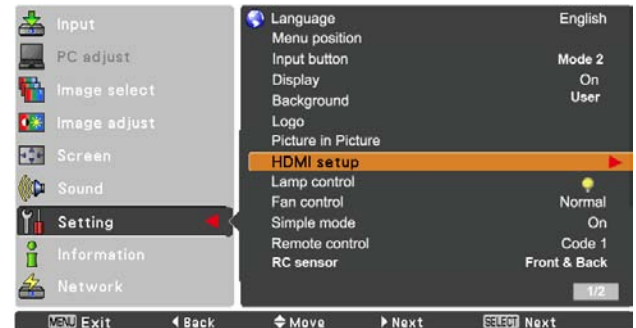 Input
PC adjust
Image select
Image adjust
Screen
Sound
Setting
Information
Network
Language English
Menu position
Input button Mode 2
Display On
Background User
Logo
Picture in Picture
HDMI setup
Lamp control
Fan control Normal
Simple mode On
Remote control Code 1
RC sensor Front & Back
1/2
MENU Exit Back Move Next SELECT Next